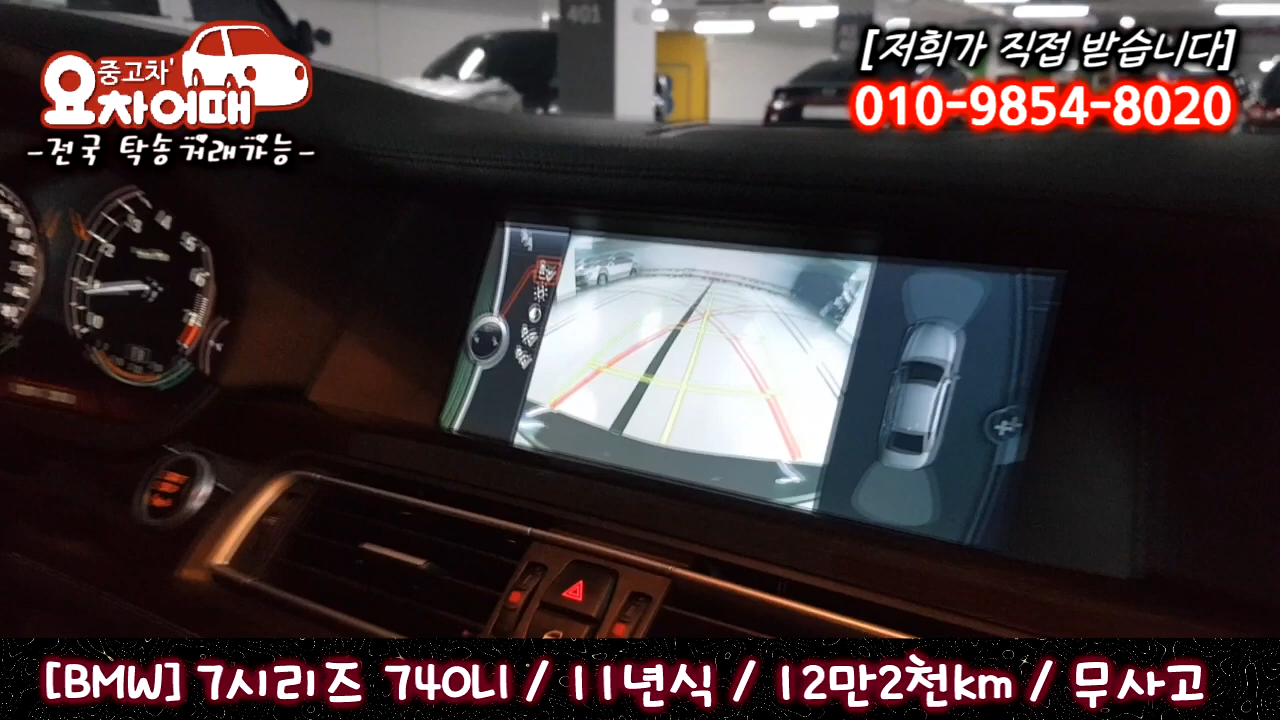 중고차'
요차어때
-전국 탁송거래가능-
[저희가 직접 받습니다]
010-9854-8020
401
[BMW] 7시리즈 740LI / 11년식 / 12만2천km / 무사고